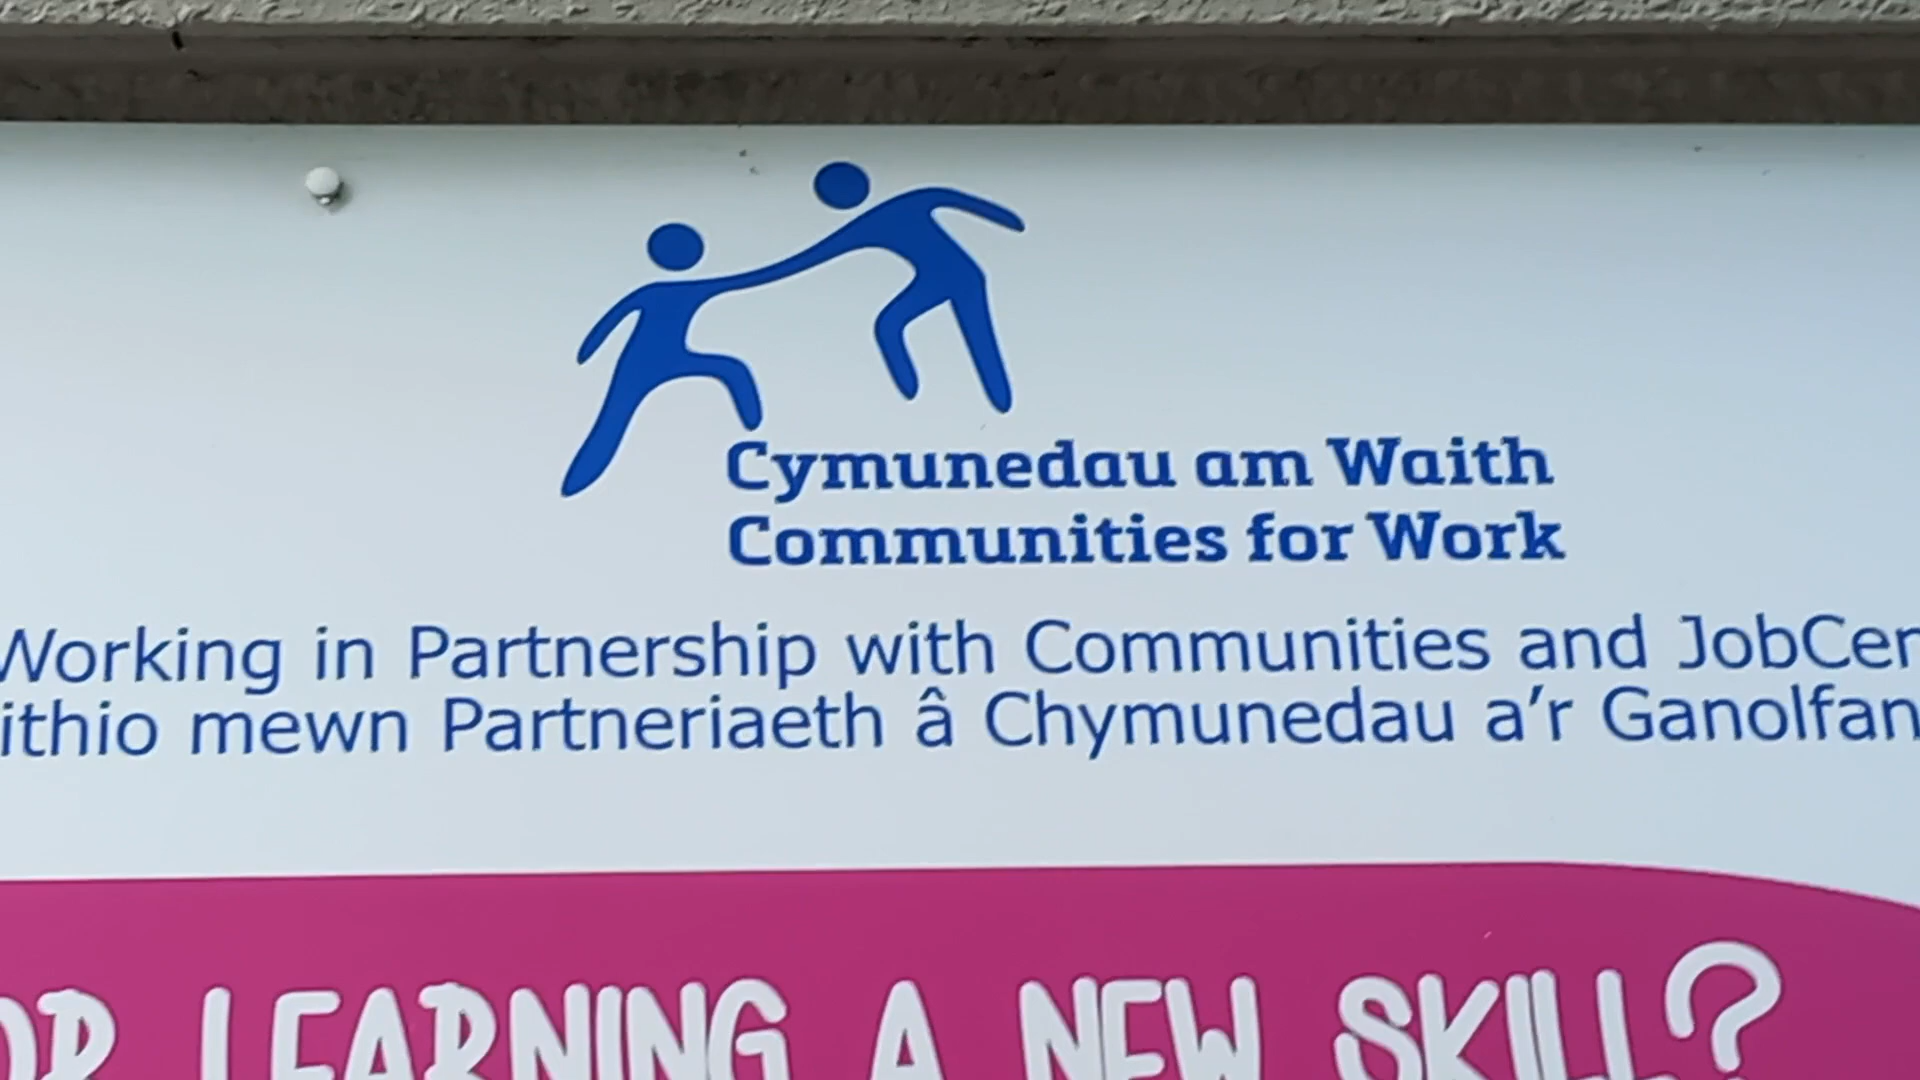 Cymunedau am Waith
Communities for Work
Working in Partnership with Communities and JobCen
ithio mewn Partneriaeth â Chymunedau a'r Ganolfan
OR LEARNING A NEW SKILL?